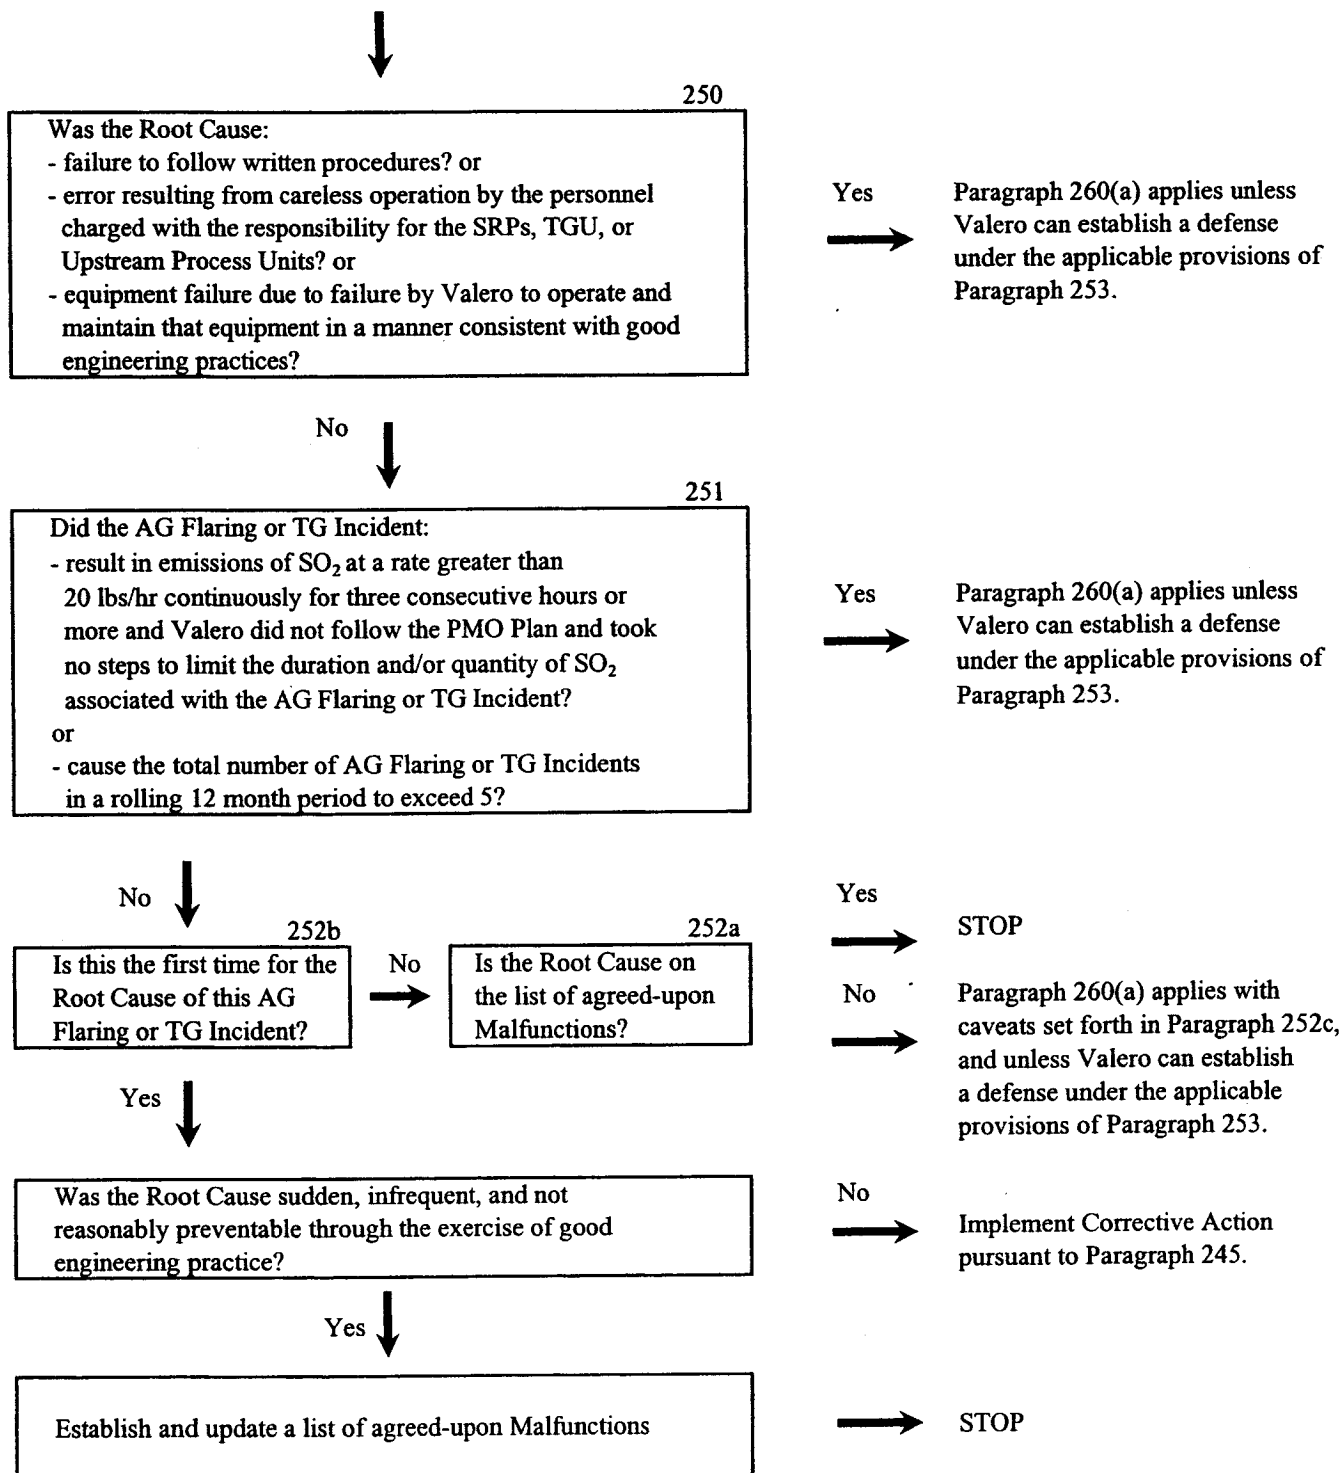 250
Was the Root Cause:
- failure to follow written procedures? or
- error resulting from careless operation by the personnel
charged with the responsibility for the SRPs, TGU, or
Upstream Process Units? or
- equipment failure due to failure by Valero to operate and
maintain that equipment in a manner consistent with good
engineering practices?
Yes
Paragraph 260(a) applies unless
Valero can establish a defense
under the applicable provisions of
Paragraph 253.
No
251
Did the AG Flaring or TG Incident:
- result in emissions of SO₂ at a rate greater than
20 lbs/hr continuously for three consecutive hours or
more and Valero did not follow the PMO Plan and took
no steps to limit the duration and/or quantity of SO₂
associated with the AG Flaring or TG Incident?
or
- cause the total number of AG Flaring or TG Incidents
in a rolling 12 month period to exceed 5?
Yes
Paragraph 260(a) applies unless
Valero can establish a defense
under the applicable provisions of
Paragraph 253.
No
252b
Is this the first time for the
Root Cause of this AG
Flaring or TG Incident?
No
252a
Is the Root Cause on
the list of agreed-upon
Malfunctions?
Yes
STOP
No
Paragraph 260(a) applies with
caveats set forth in Paragraph 252c,
and unless Valero can establish
a defense under the applicable
provisions of Paragraph 253.
Yes
Was the Root Cause sudden, infrequent, and not
reasonably preventable through the exercise of good
engineering practice?
No
Implement Corrective Action
pursuant to Paragraph 245.
Yes
Establish and update a list of agreed-upon Malfunctions
STOP